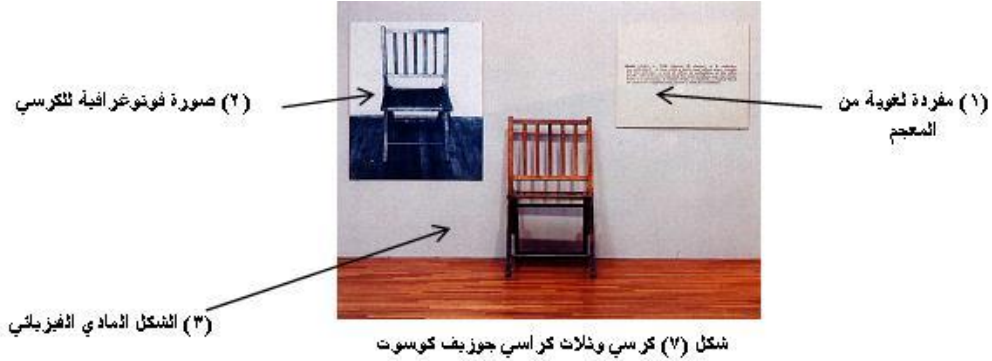 (١) مفردة لغوية من
المعجم
(٢) صورة فوتوغرافية للكرسي
(٣) الشكل المادي الفيزيائي
شكل (٧) كرسي وثلاث كراسي جوزيف كوسوت